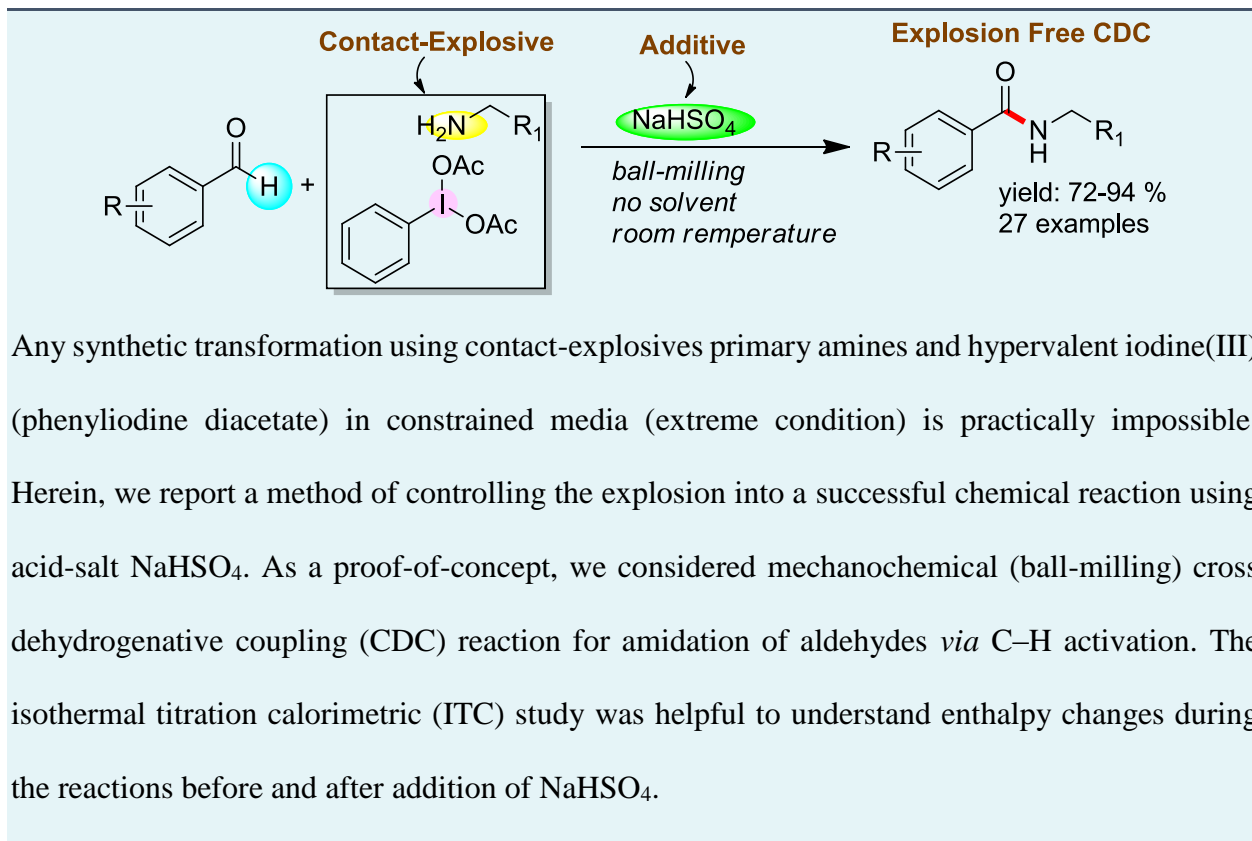 Contact-Explosive Additive Explosion Free CDC
O
H
R
+
H2N
R1
OAc
I
OAc
NaHSO4
ball-milling
no solvent
room remperature
O
N
H
R1
R
yield: 72-94 %
27 examples
Any synthetic transformation using contact-explosives primary amines and hypervalent iodine(III)
(phenyliodine diacetate) in constrained media (extreme condition) is practically impossible.
Herein, we report a method of controlling the explosion into a successful chemical reaction using
acid-salt NaHSO4. As a proof-of-concept, we considered mechanochemical (ball-milling) cross
dehydrogenative coupling (CDC) reaction for amidation of aldehydes via C–H activation. The
isothermal titration calorimetric (ITC) study was helpful to understand enthalpy changes during
the reactions before and after addition of NaHSO4.